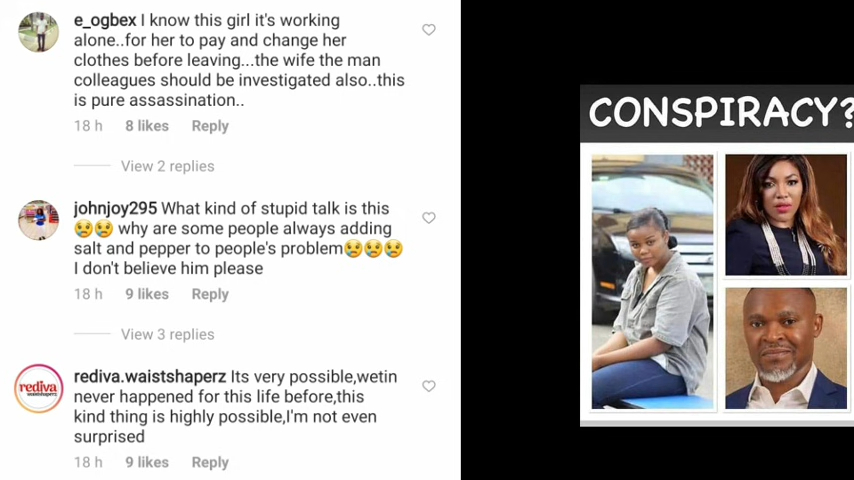 e_ogbex I know this girl it's working
alone..for her to pay and change her
clothes before leaving...the wife the man
colleagues should be investigated also..this
is pure assassination..
18 h 8 likes Reply
View 2 replies
johnjoy295 What kind of stupid talk is this
😢😢 why are some people always adding
salt and pepper to people's problem😢😢😢
I don't believe him please
18 h 9 likes Reply
View 3 replies
rediva
waistshaperz
rediva.waistshaperz Its very possible,wetin
never happened for this life before,this
kind thing is highly possible,I'm not even
surprised
18 h 9 likes Reply
CONSPIRACY?